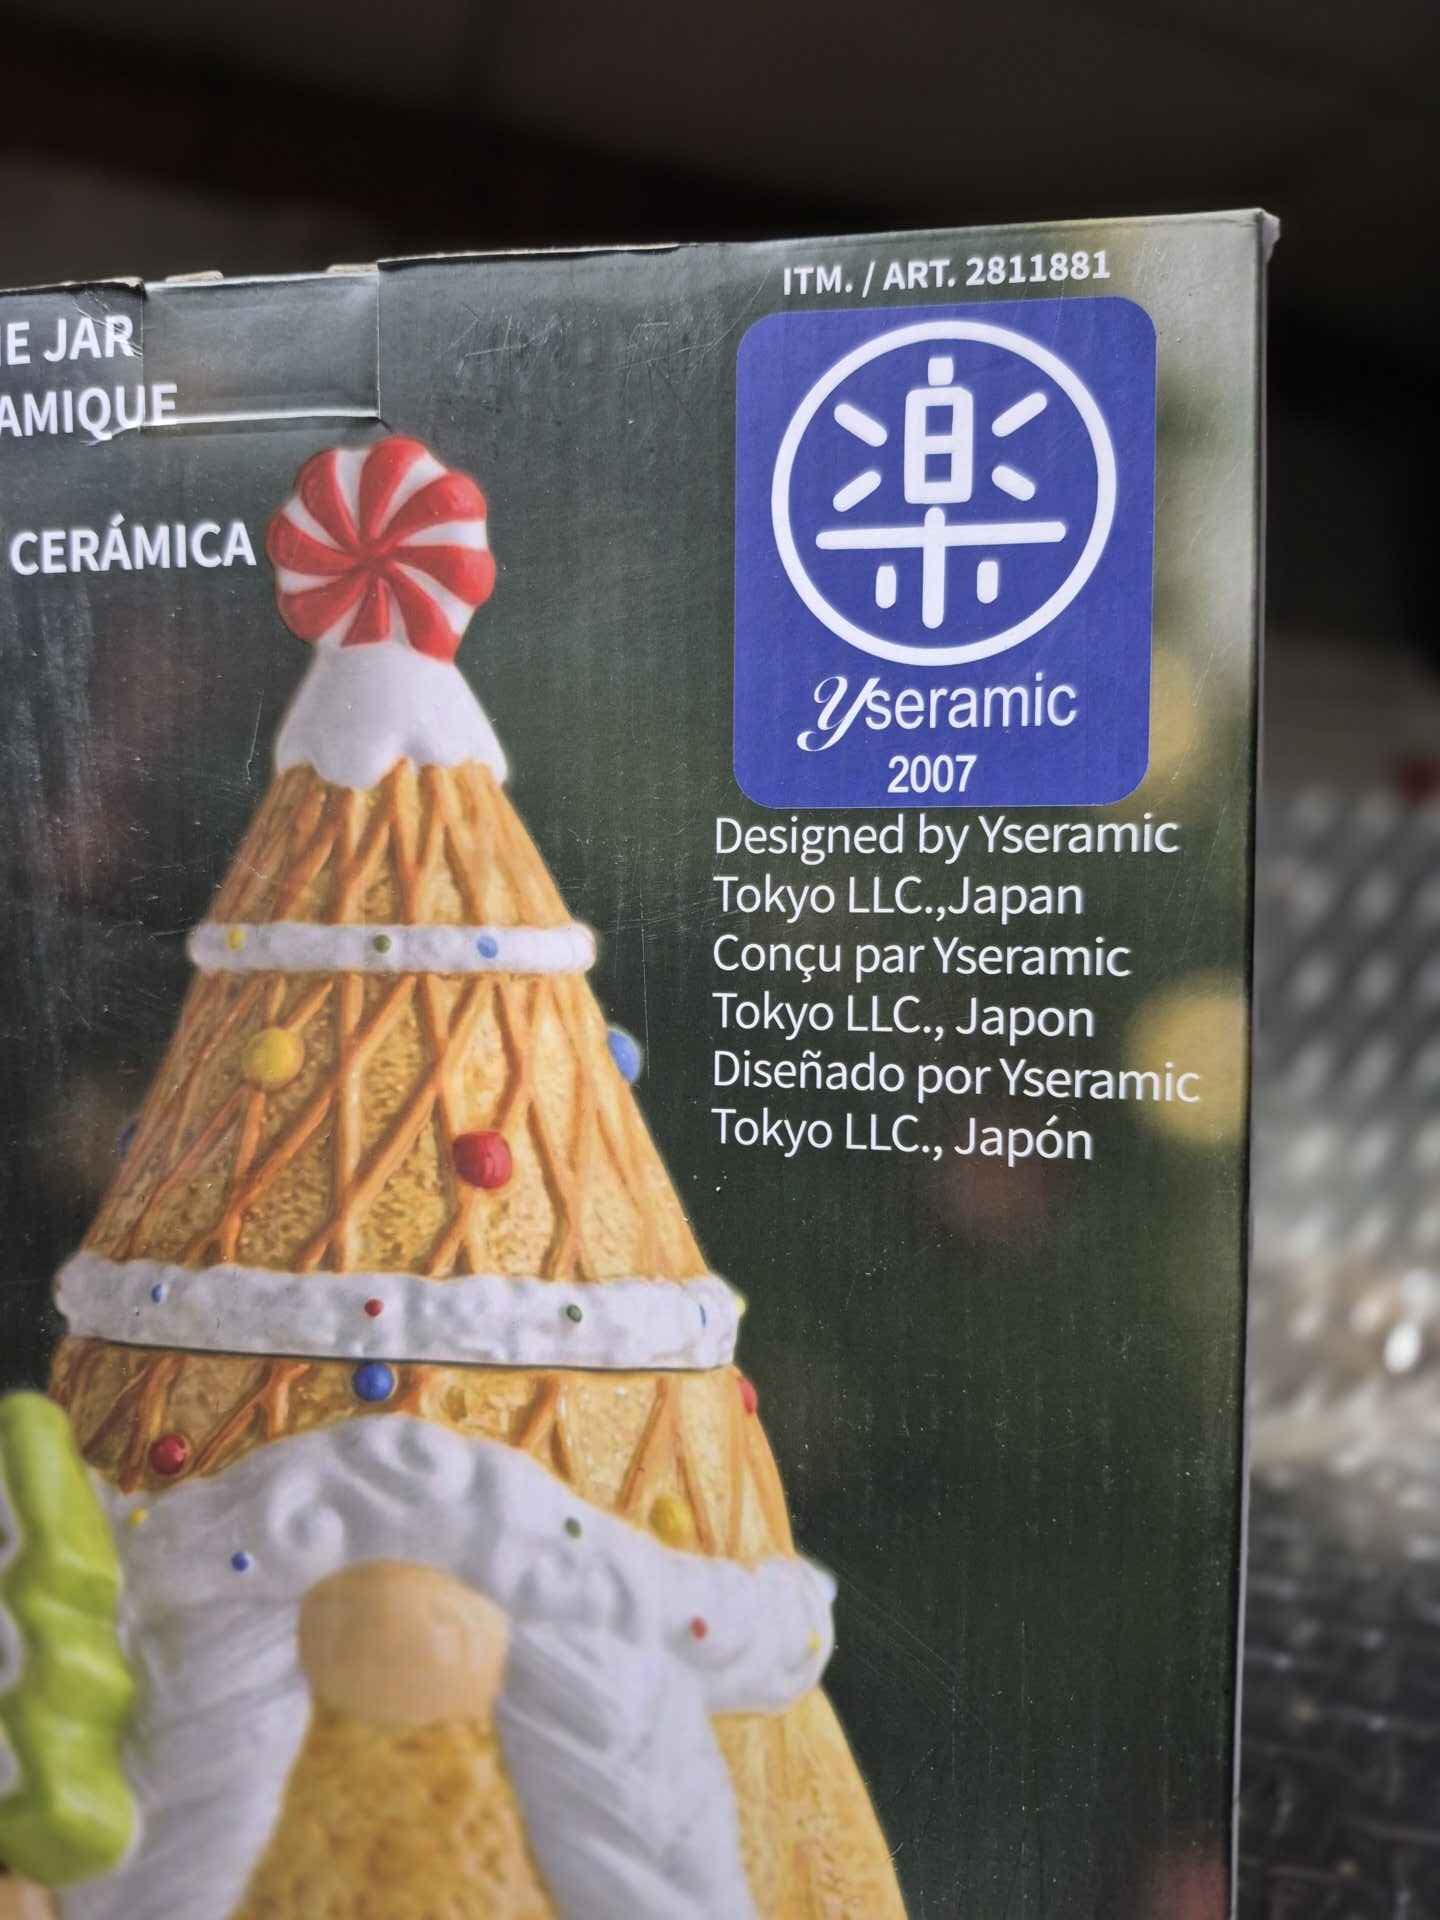 JAR
CERÁMICA
ITM. / ART. 2811881
楽
Yseramic
2007
Designed by Yseramic
Tokyo LLC.,Japan
Conçu par Yseramic
Tokyo LLC., Japon
Diseñado por Yseramic
Tokyo LLC., Japón